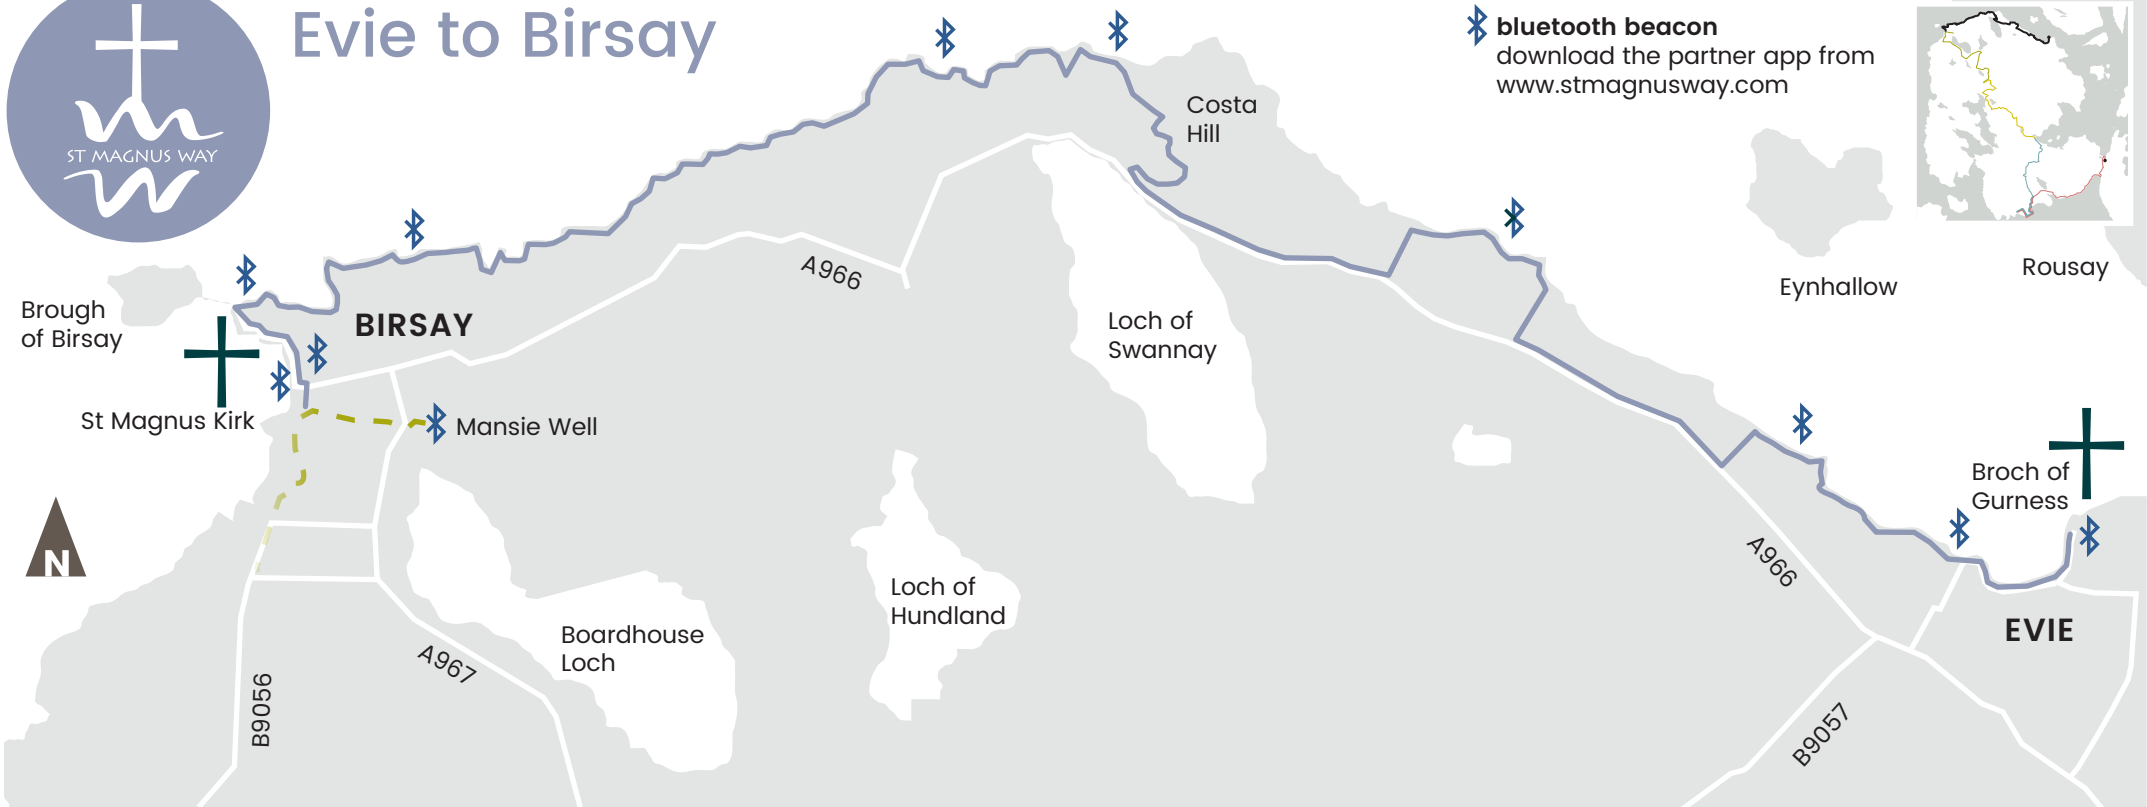 Evie to Birsay
ST MAGNUS WAY
bluetooth beacon
download the partner app from
www.stmagnusway.com
Costa
Hill
Eynhallow
Rousay
Brough
of Birsay
BIRSAY
A966
Loch of
Swannay
St Magnus Kirk
Mansie Well
Broch of
Gurness
N
A966
EVIE
Loch of
Hundland
Boardhouse
Loch
A967
B9056
B9057